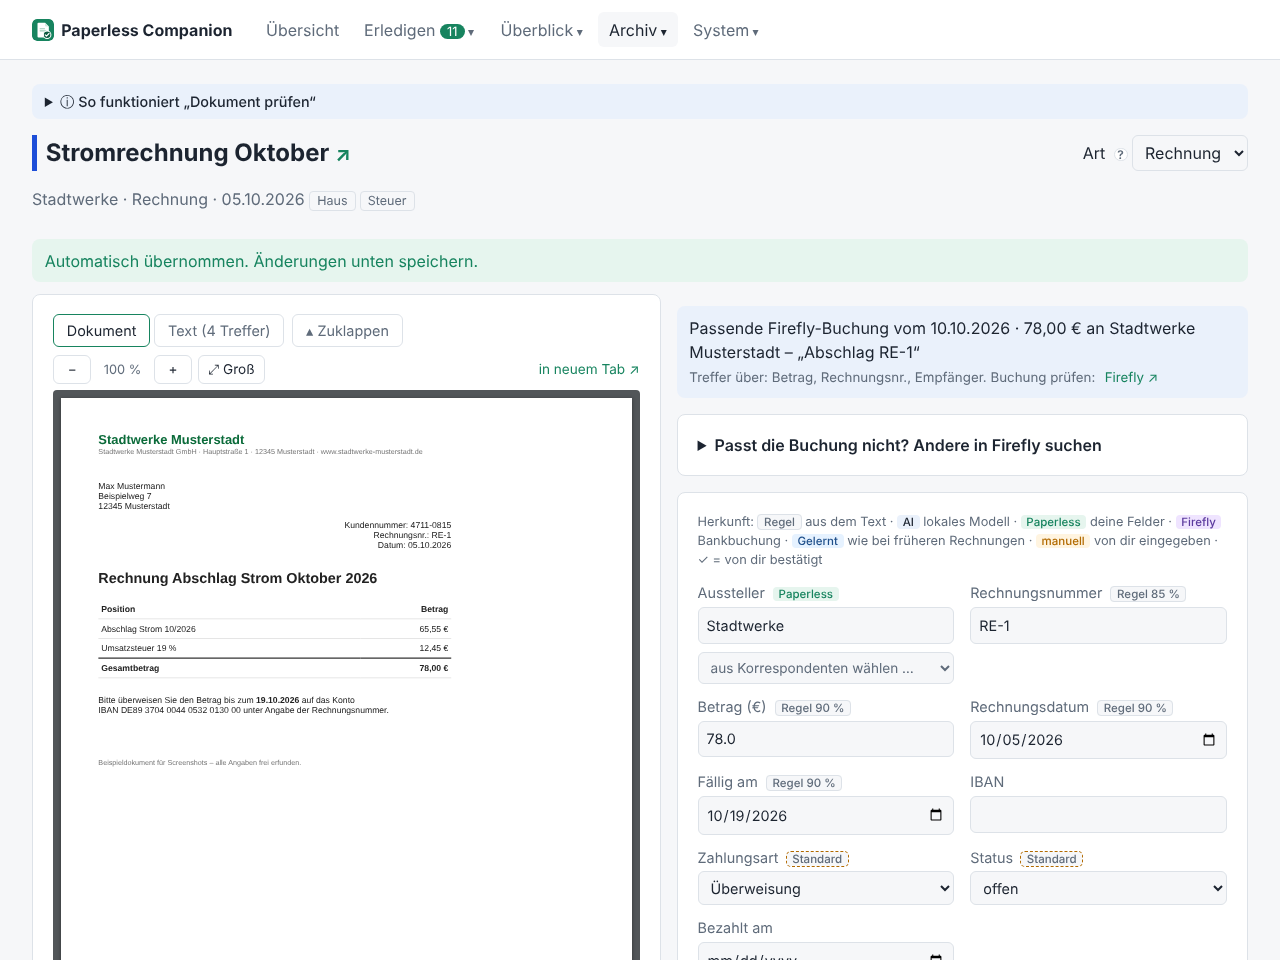 Paperless Companion
Übersicht
Erledigen 11 ▾
Überblick ▾
Archiv ▾
System ▾
▶ ⓘ So funktioniert „Dokument prüfen“
Stromrechnung Oktober ↗
Art ? Rechnung
Stadtwerke · Rechnung · 05.10.2026 Haus Steuer
Automatisch übernommen. Änderungen unten speichern.
Dokument
Text (4 Treffer)
▴ Zuklappen
− 100 % + ⤢ Groß
in neuem Tab ↗
Stadtwerke Musterstadt
Stadtwerke Musterstadt GmbH · Hauptstraße 1 · 12345 Musterstadt · www.stadtwerke-musterstadt.de
Max Mustermann
Beispielweg 7
12345 Musterstadt
Kundennummer: 4711-0815
Rechnungsnr.: RE-1
Datum: 05.10.2026
Rechnung Abschlag Strom Oktober 2026
Position Betrag
Abschlag Strom 10/2026 65,55 €
Umsatzsteuer 19 % 12,45 €
Gesamtbetrag 78,00 €
Bitte überweisen Sie den Betrag bis zum 19.10.2026 auf das Konto
IBAN DE89 3704 0044 0532 0130 00 unter Angabe der Rechnungsnummer.
Beispieldokument für Screenshots – alle Angaben frei erfunden.
Passende Firefly-Buchung vom 10.10.2026 · 78,00 € an Stadtwerke
Musterstadt – „Abschlag RE-1“
Treffer über: Betrag, Rechnungsnr., Empfänger. Buchung prüfen: Firefly ↗
▶ Passt die Buchung nicht? Andere in Firefly suchen
Herkunft: Regel aus dem Text · AI lokales Modell · Paperless deine Felder · Firefly
Bankbuchung · Gelernt wie bei früheren Rechnungen · manuell von dir eingegeben ·
✓ = von dir bestätigt
Aussteller Paperless
Stadtwerke
aus Korrespondenten wählen ...
Rechnungsnummer Regel 85 %
RE-1
Betrag (€) Regel 90 %
78.0
Rechnungsdatum Regel 90 %
10/05/2026
Fällig am Regel 90 %
10/19/2026
IBAN
Zahlungsart Standard
Überweisung
Status Standard
offen
Bezahlt am
mm/dd/yyyy